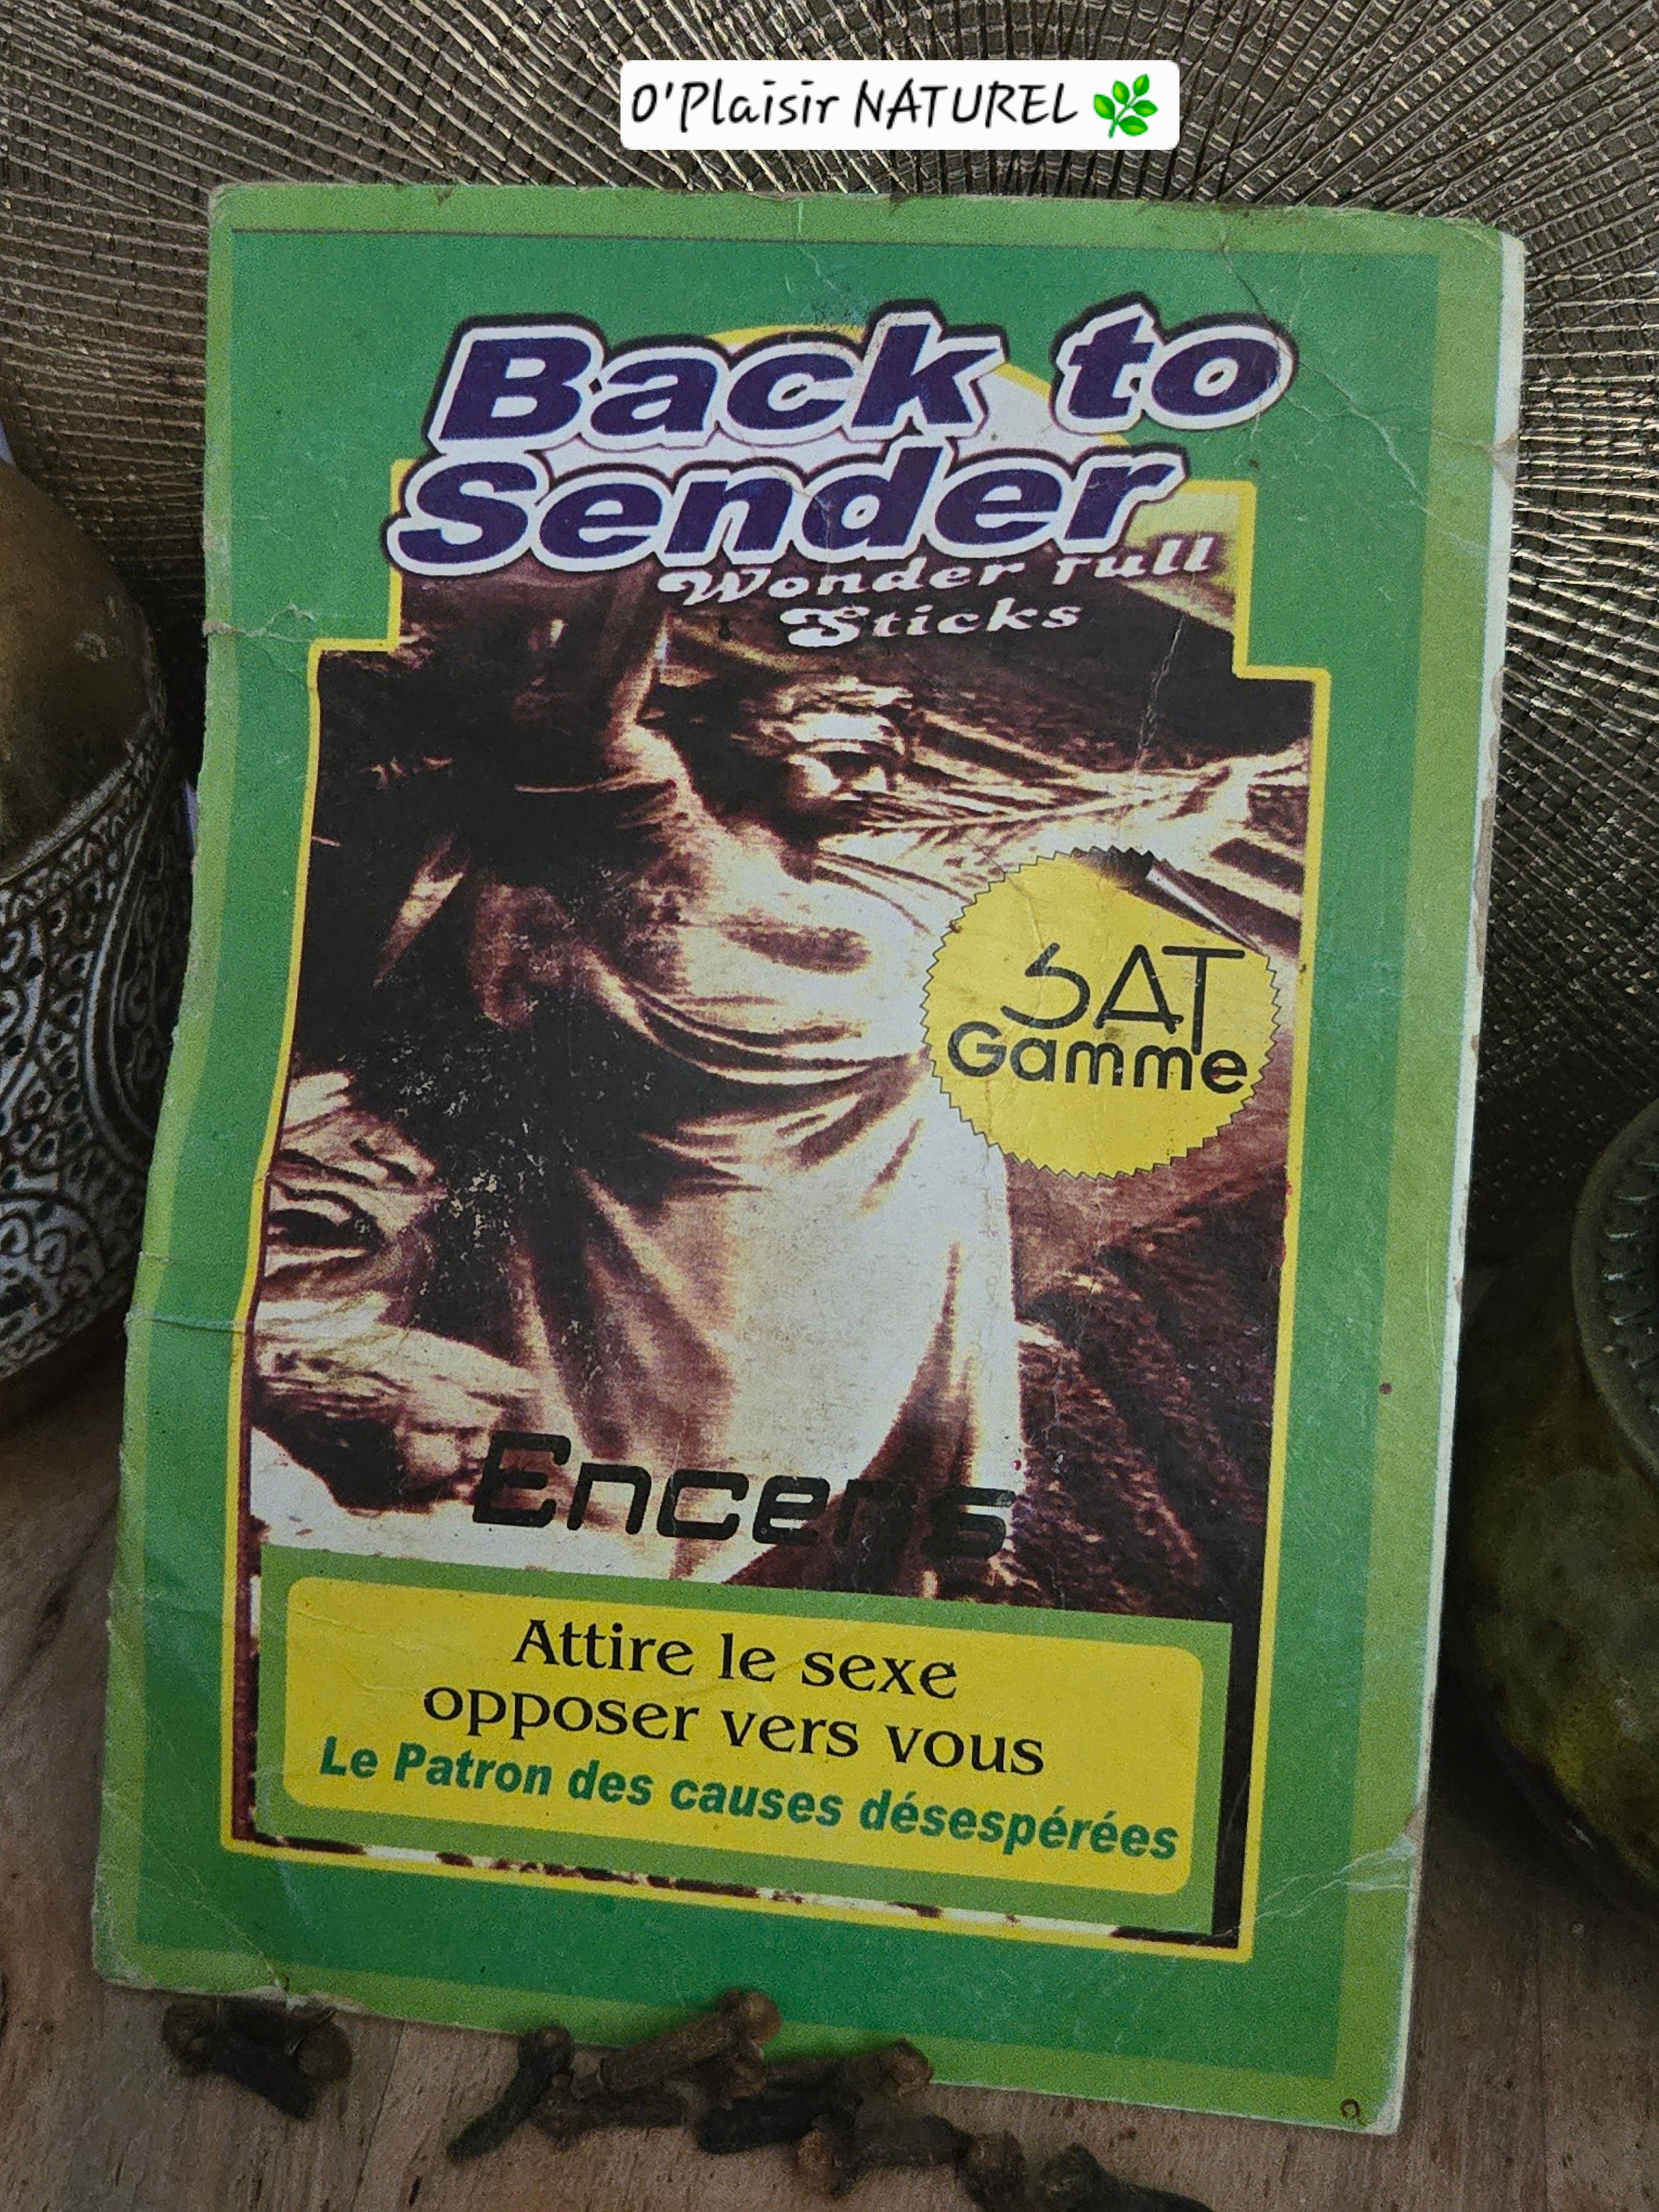 O'Plaisir NATUREL
Back to
Sender
Wonder full
Sticks
SAT
Gamme
Encens
Attire le sexe
opposer vers vous
Le Patron des causes désespérées